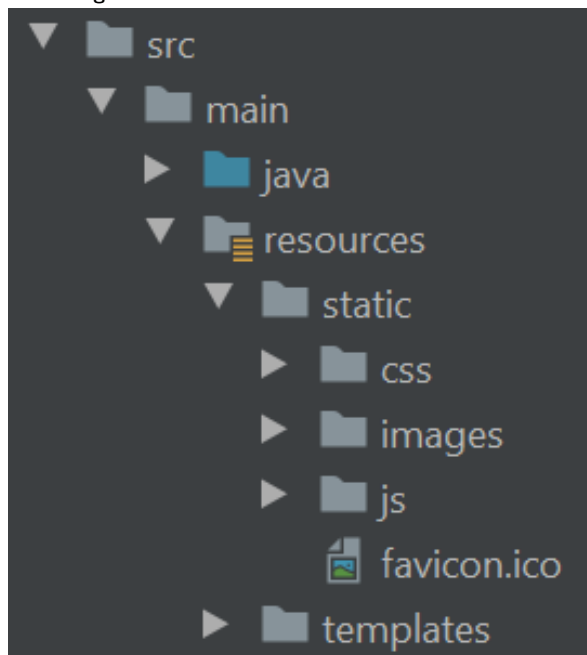 src
main
java
resources
static
css
images
js
favicon.ico
templates